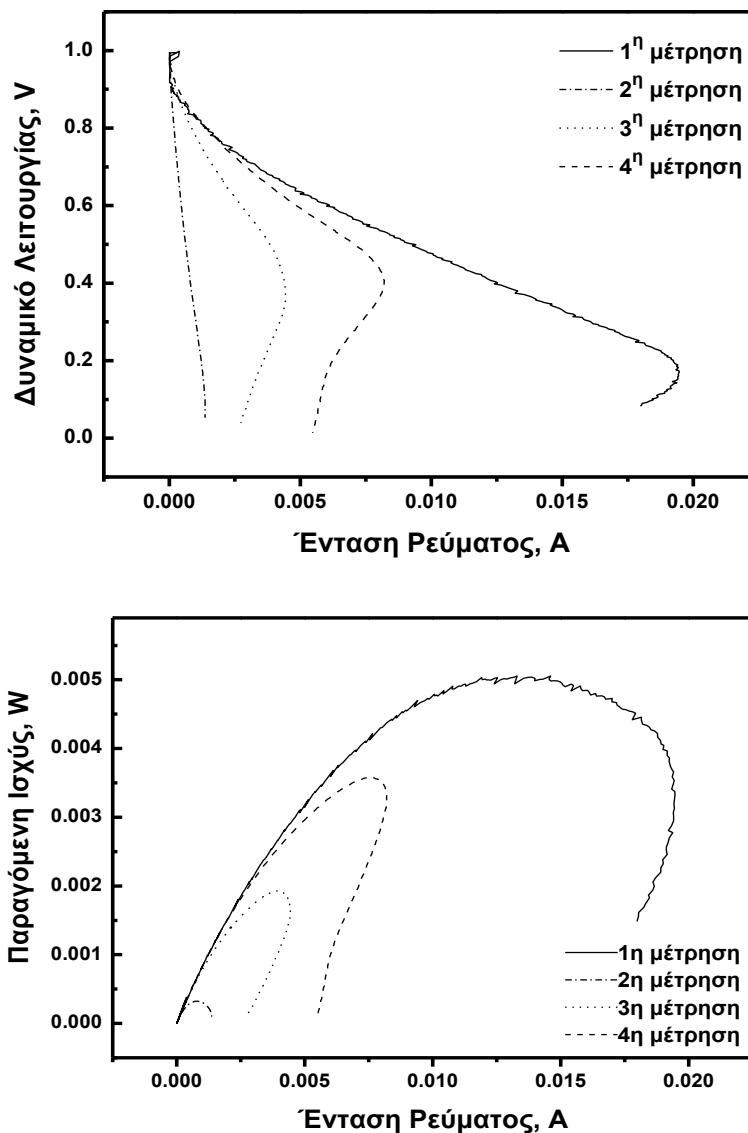 1η μέτρηση
2η μέτρηση
3η μέτρηση
4η μέτρηση
1.0
0.8
0.6
0.4
0.2
0.0
Δυναμικό Λειτουργίας, V
0.000 0.005 0.010 0.015 0.020
Ένταση Ρεύματος, A
0.005
0.004
0.003
0.002
0.001
0.000
Παραγόμενη Ισχύς, W
1η μέτρηση
2η μέτρηση
3η μέτρηση
4η μέτρηση
0.000 0.005 0.010 0.015 0.020
Ένταση Ρεύματος, A